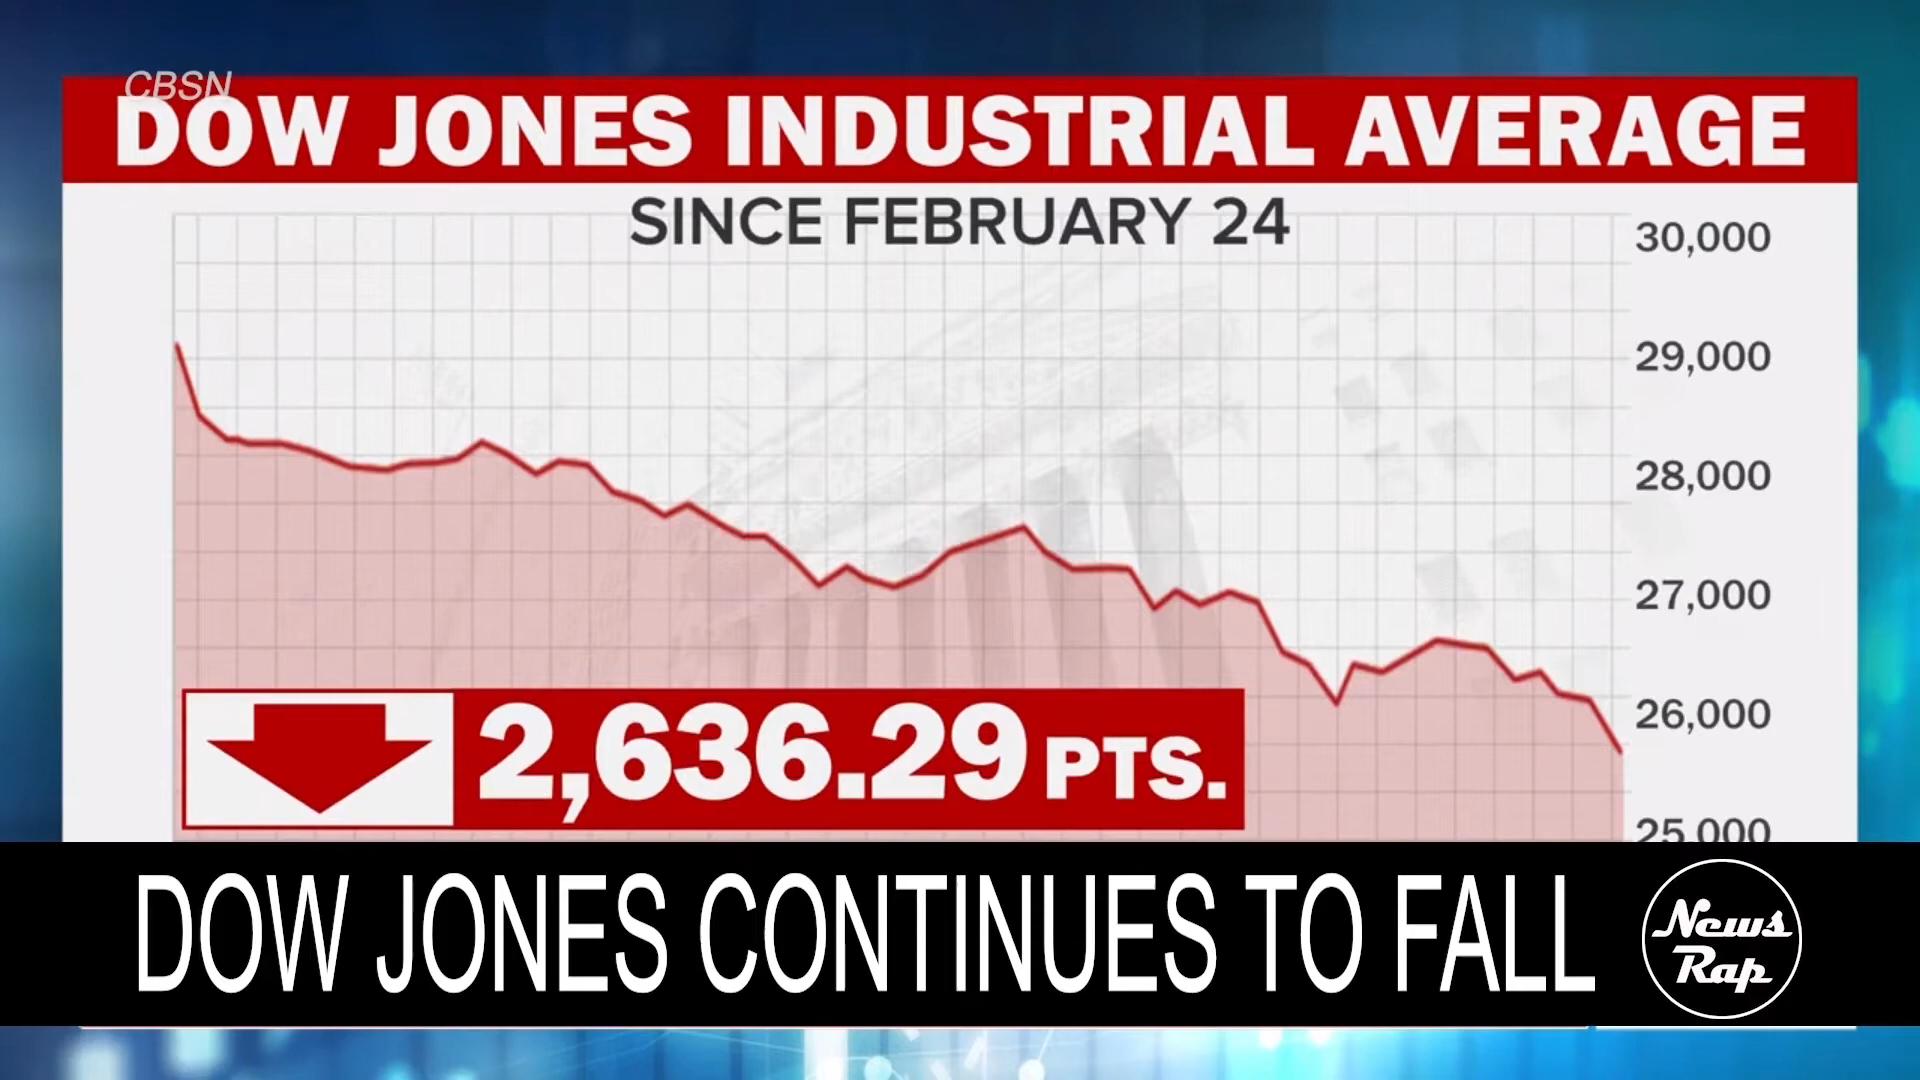 CBSN
DOW JONES INDUSTRIAL AVERAGE
SINCE FEBRUARY 24
30,000
29,000
28,000
27,000
26,000
25,000
2,636.29 PTS.
DOW JONES CONTINUES TO FALL
News
Rap